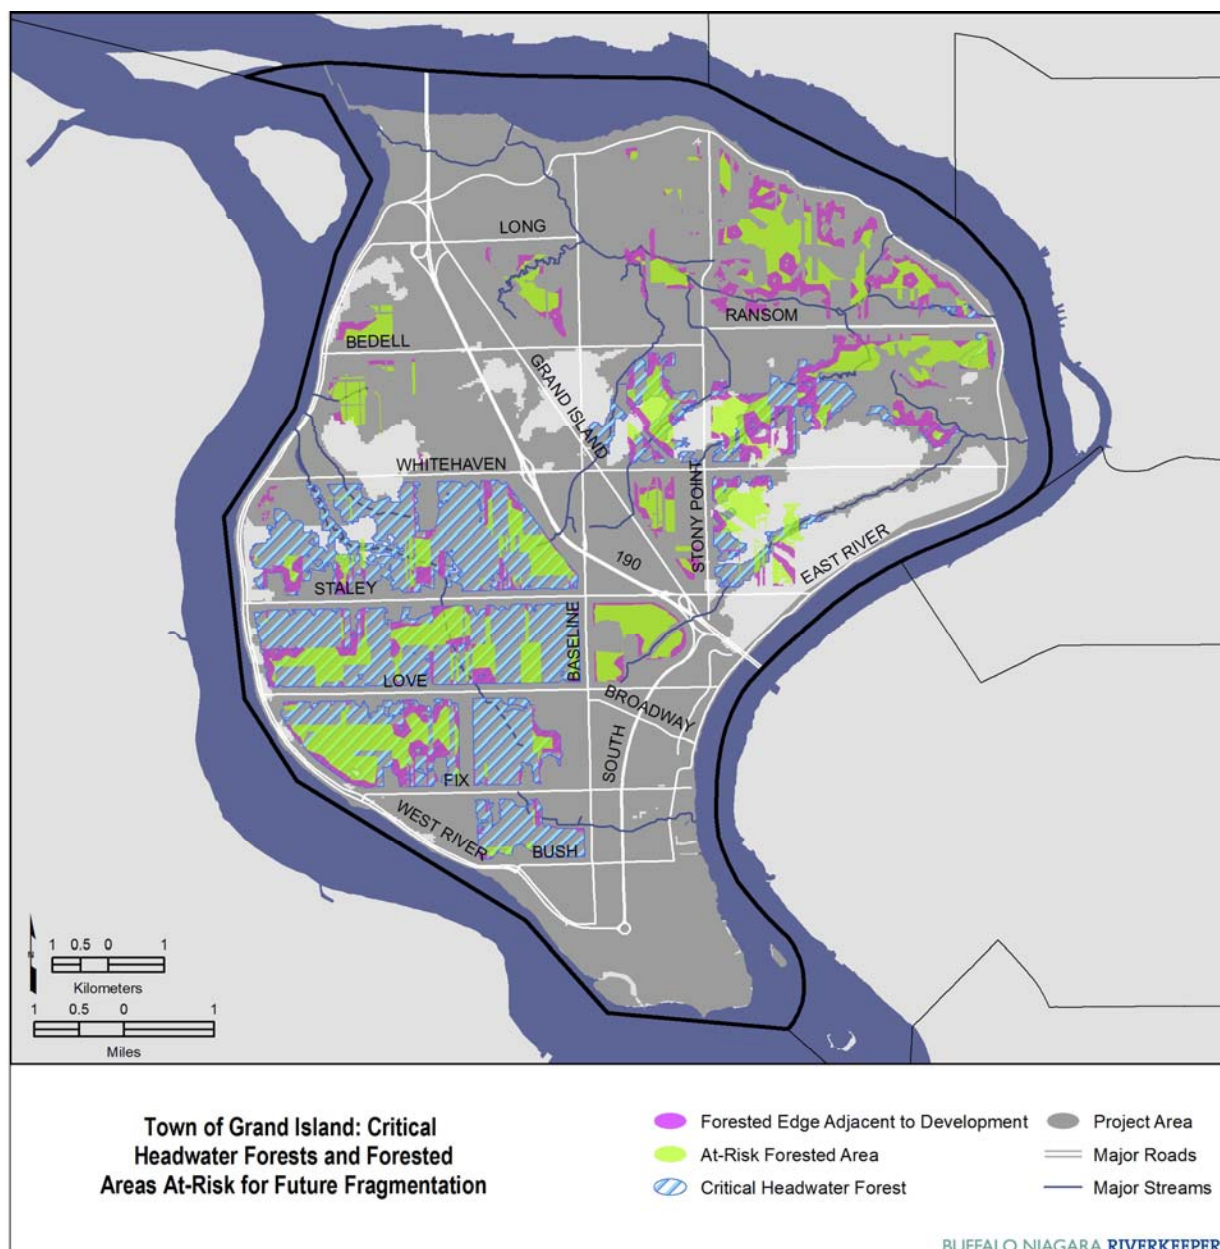 LONG
RANSOM
BEDELL
GRAND ISLAND
WHITEHAVEN
STONY POINT
190
EAST RIVER
STALEY
BASELINE
LOVE
BROADWAY
SOUTH
FIX
WEST RIVER
BUSH
N
1 0.5 0 1
Kilometers
1 0.5 0 1
Miles
Town of Grand Island: Critical
Headwater Forests and Forested
Areas At-Risk for Future Fragmentation
Forested Edge Adjacent to Development
At-Risk Forested Area
Critical Headwater Forest
Project Area
Major Roads
Major Streams
BUFFALO NIAGARA RIVERKEEPER